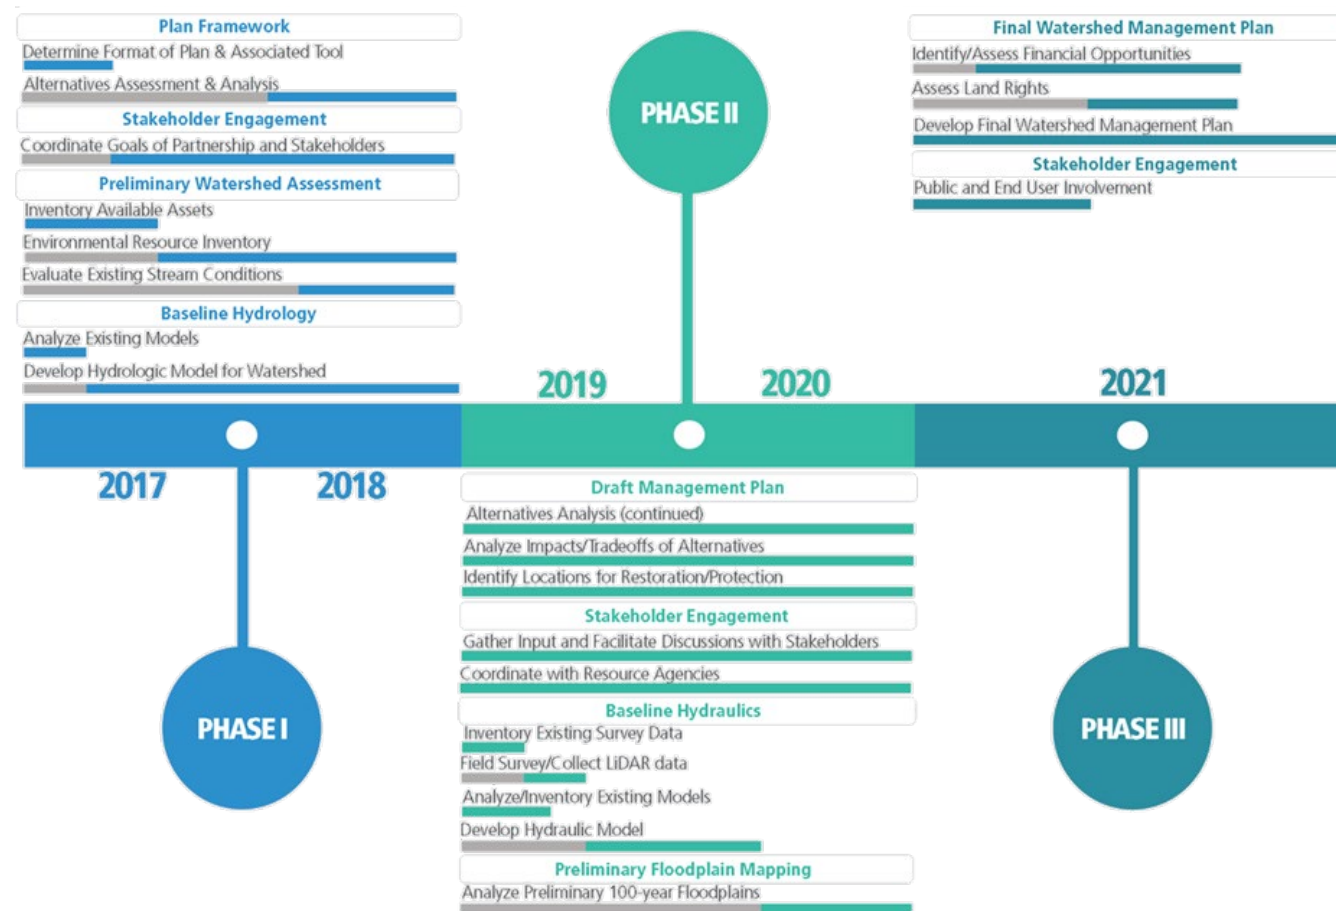 Plan Framework
Determine Format of Plan & Associated Tool
Alternatives Assessment & Analysis
Stakeholder Engagement
Coordinate Goals of Partnership and Stakeholders
Preliminary Watershed Assessment
Inventory Available Assets
Environmental Resource Inventory
Evaluate Existing Stream Conditions
Baseline Hydrology
Analyze Existing Models
Develop Hydrologic Model for Watershed
PHASE II
Final Watershed Management Plan
Identify/Assess Financial Opportunities
Assess Land Rights
Develop Final Watershed Management Plan
Stakeholder Engagement
Public and End User Involvement
2019
2020
2021
2017
2018
PHASE I
Draft Management Plan
Alternatives Analysis (continued)
Analyze Impacts/Tradeoffs of Alternatives
Identify Locations for Restoration/Protection
Stakeholder Engagement
Gather Input and Facilitate Discussions with Stakeholders
Coordinate with Resource Agencies
Baseline Hydraulics
Inventory Existing Survey Data
Field Survey/Collect LiDAR data
Analyze/Inventory Existing Models
Develop Hydraulic Model
Preliminary Floodplain Mapping
Analyze Preliminary 100-year Floodplains
PHASE III